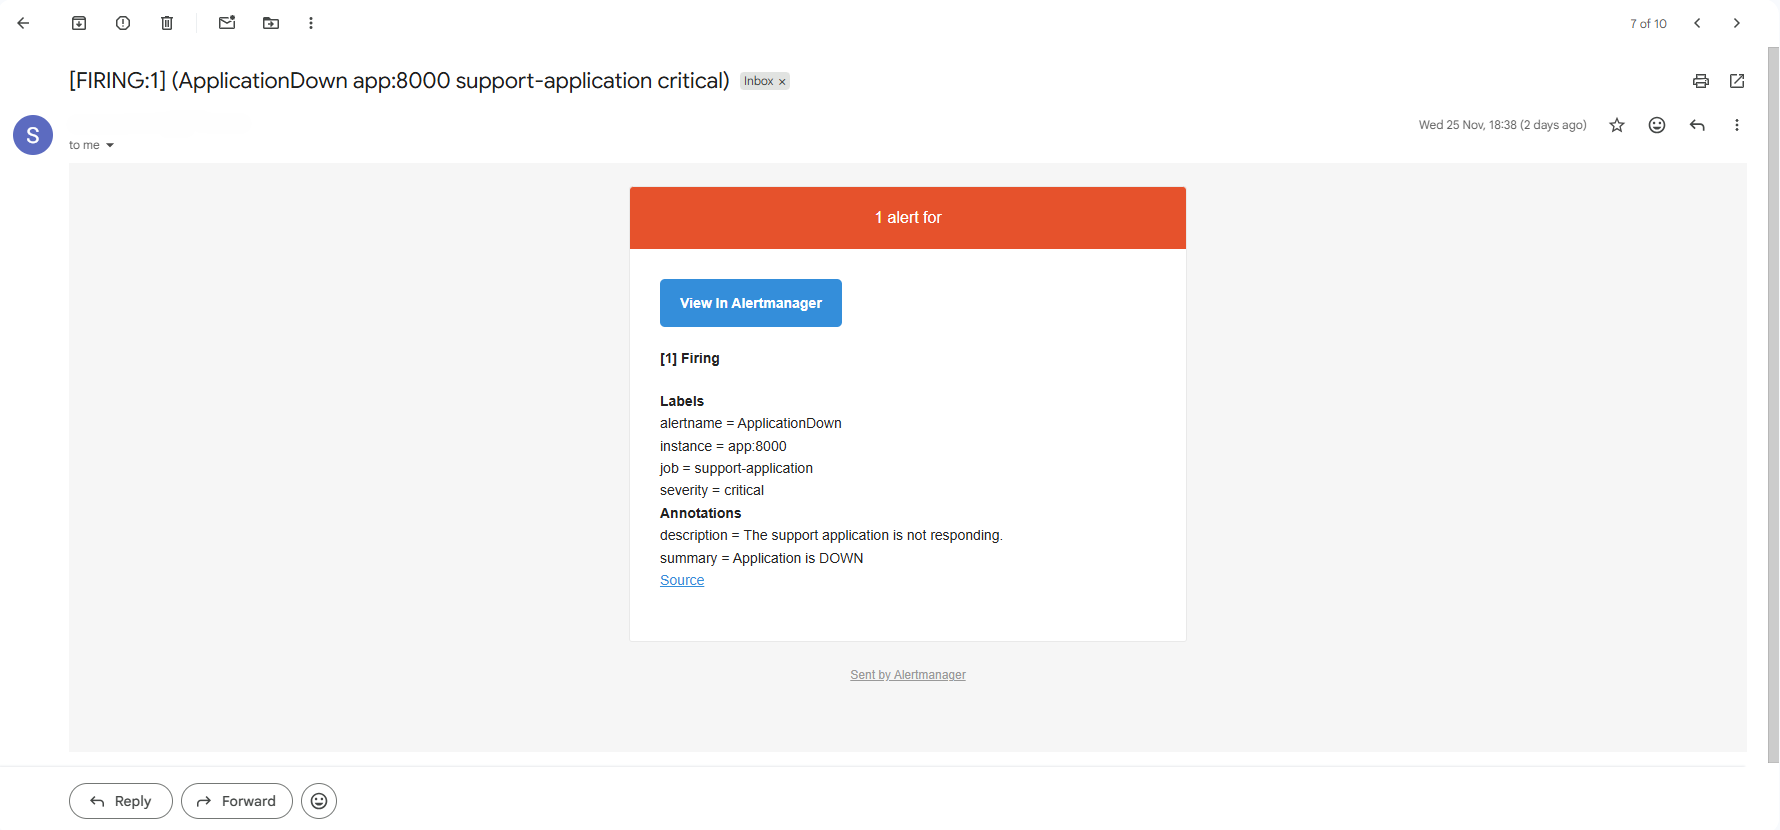 7 of 10
[FIRING:1] (ApplicationDown app:8000 support-application critical) Inbox ×
S
Wed 25 Nov, 18:38 (2 days ago)
to me
1 alert for
View In Alertmanager
[1] Firing
Labels
alertname = ApplicationDown
instance = app:8000
job = support-application
severity = critical
Annotations
description = The support application is not responding.
summary = Application is DOWN
Source
Sent by Alertmanager
Reply Forward